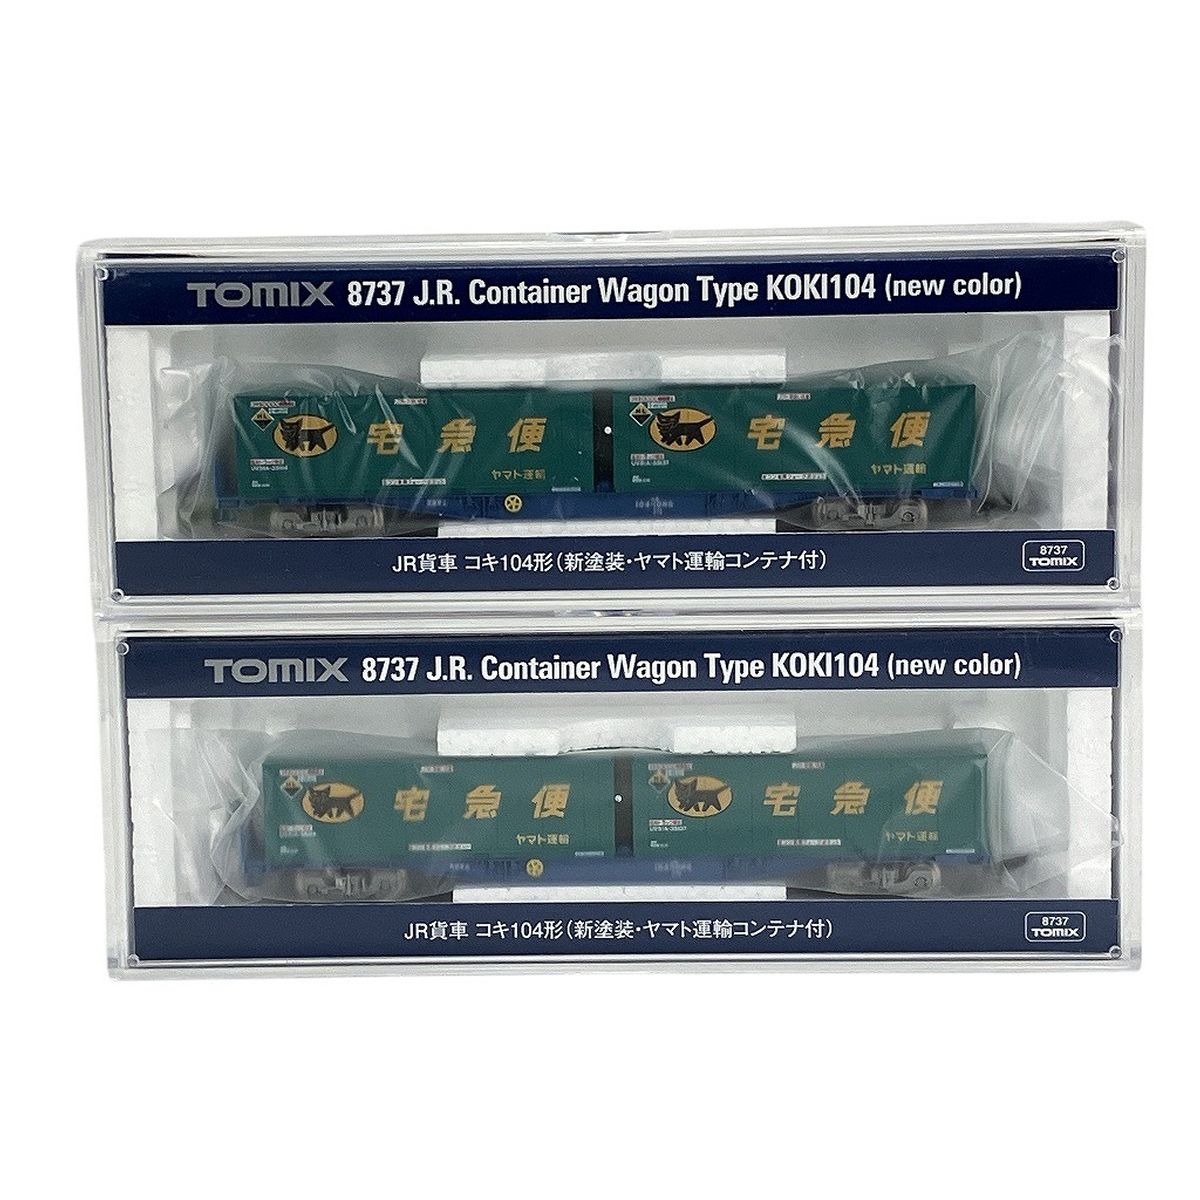 TOMIX 8737 J.R. Container Wagon Type KOKI104 (new color)
宅急便 宅急便
ヤマト運輸 ヤマト運輸
JR貨車 コキ104形(新塗装・ヤマト運輸コンテナ付)
8737
TOMIX
TOMIX 8737 J.R. Container Wagon Type KOKI104 (new color)
宅急便 宅急便
ヤマト運輸 ヤマト運輸
JR貨車 コキ104形(新塗装・ヤマト運輸コンテナ付)
8737
TOMIX